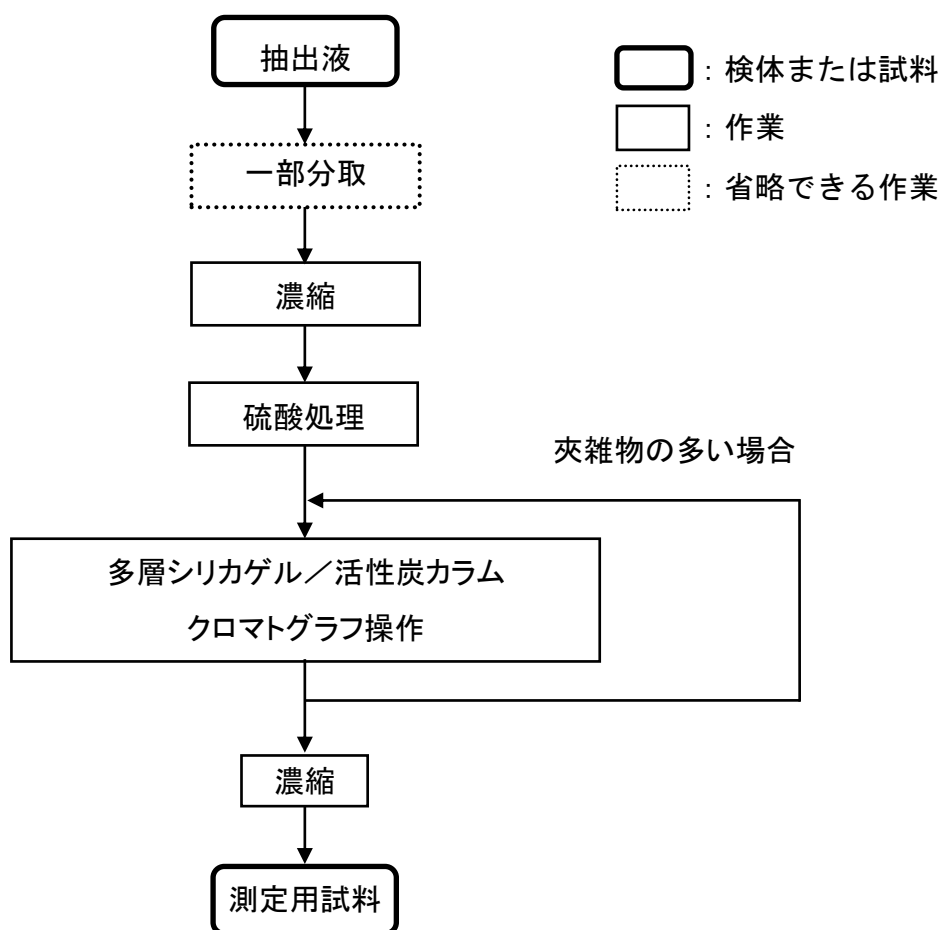 抽出液
一部分取
濃縮
硫酸処理
夾雑物の多い場合
多層シリカゲル／活性炭カラム
クロマトグラフ操作
濃縮
測定用試料
：検体または試料
：作業
：省略できる作業